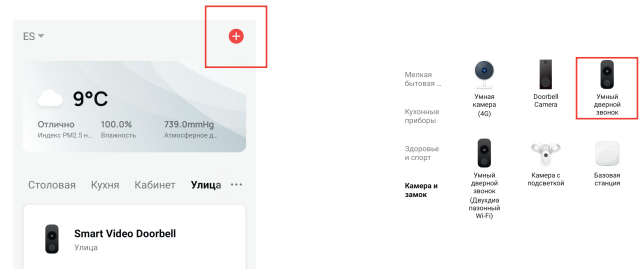 ES
9°C
Отлично 100.0% 739.0mmHg
Индекс PM2.5 н... Влажность Атмосферное д...
Столовая Кухня Кабинет Улица ...
Smart Video Doorbell
Улица
Мелкая
бытовая ...
Кухонные
приборы
Здоровье
и спорт
Камера и
замок
Умная
камера
(4G)
Doorbell
Camera
Умный
дверной
звонок
Умный
дверной
звонок
(Двухдиа
пазонный
Wi-Fi)
Камера с
подсветкой
Базовая
станция